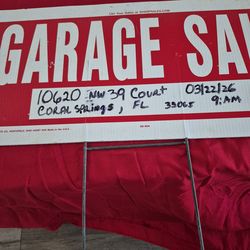 GARAGE SA
10620 NW 39 COURT 03/22/26
CORAL SPRINGS, FL 33065 9:AM